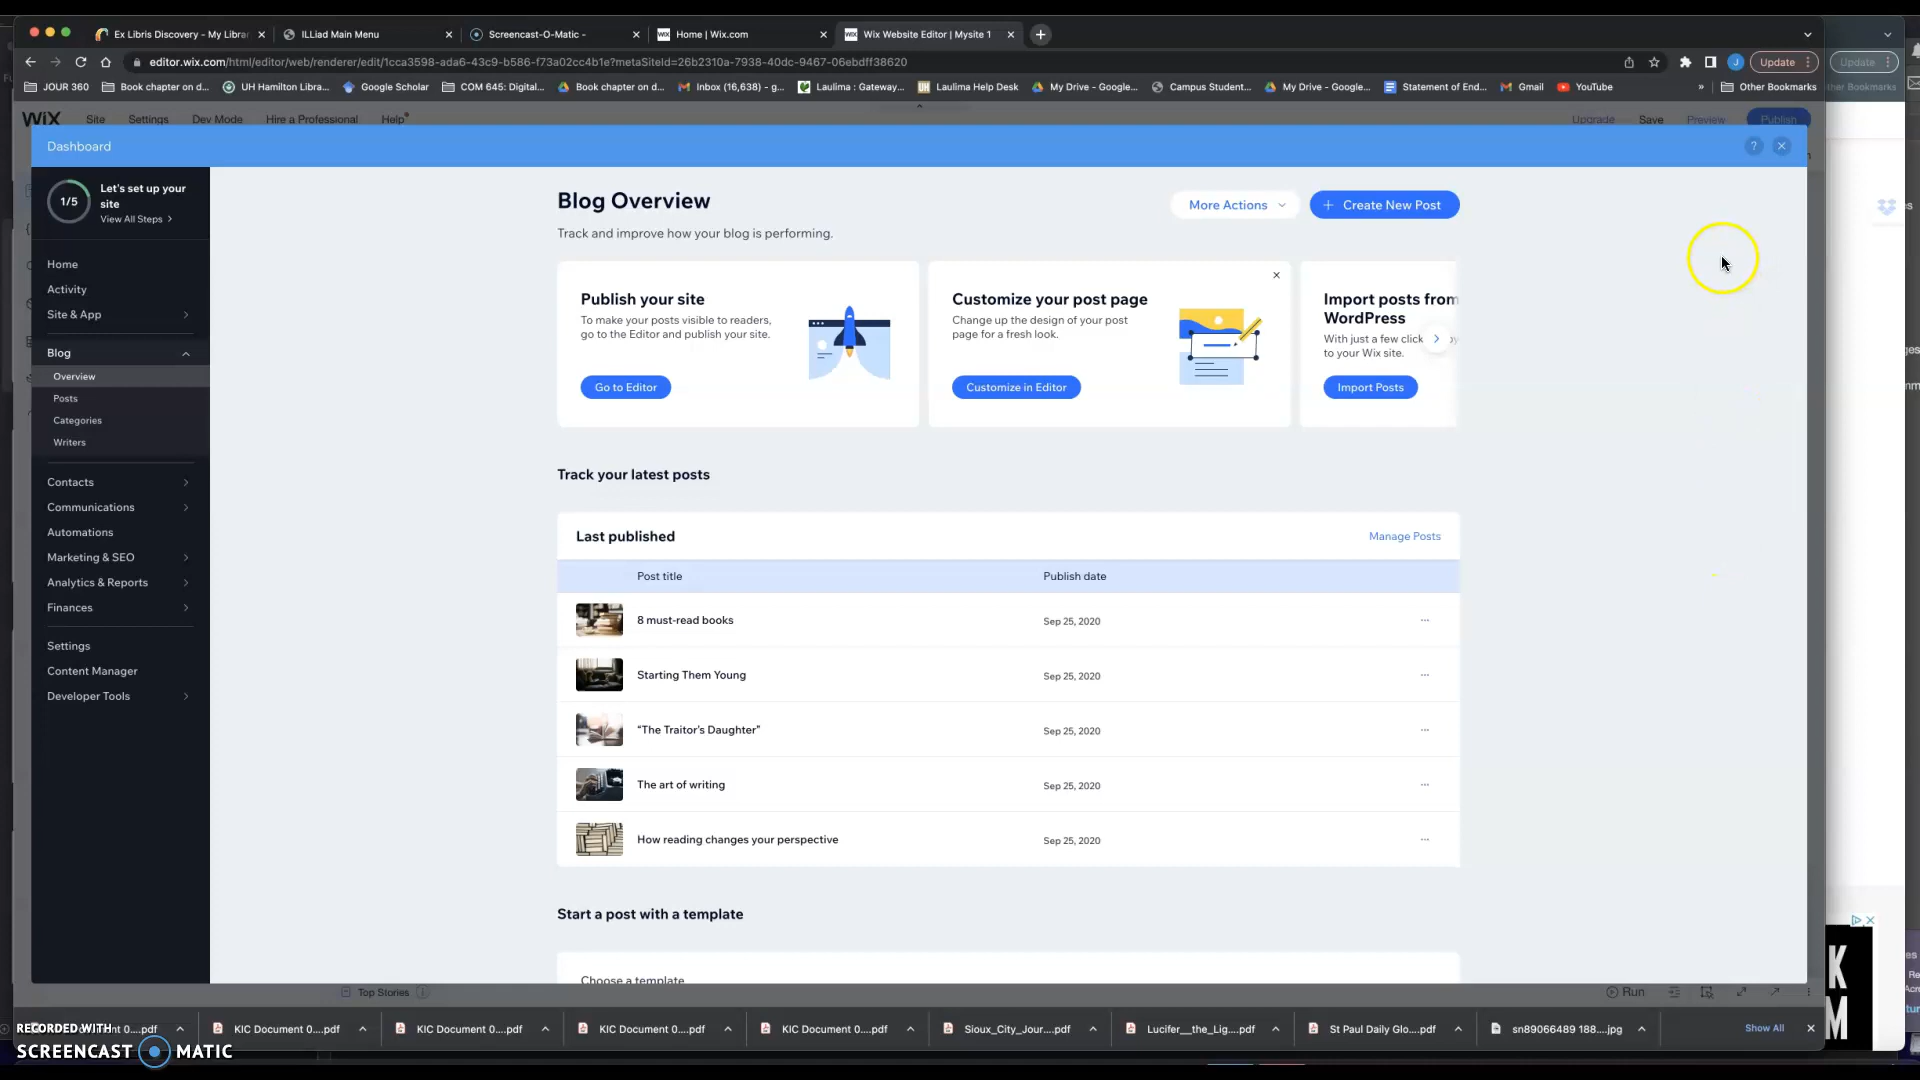 Ex Libris Discovery - My Librar
ILLiad Main Menu
Screencast-O-Matic -
WIX Home | Wix.com
WIX Wix Website Editor | Mysite 1
editor.wix.com/html/editor/web/renderer/edit/1cca3598-ada6-43c9-b586-f73a02cc4b1e?metaSiteId=26b2310a-7938-40dc-9467-06ebdff38620
Update
Update
JOUR 360
Book chapter on d...
UH Hamilton Libra...
Google Scholar
COM 645: Digital...
Book chapter on d...
Inbox (16,638) - g...
Laulima : Gateway...
Laulima Help Desk
My Drive - Google...
Campus Student...
My Drive - Google...
Statement of End...
Gmail
YouTube
»
Other Bookmarks
ther Bookmarks
WIX
Site
Settings
Dev Mode
Hire a Professional
Help
Upgrade
Save
Preview
Publish
Dashboard
?
1/5
Let's set up your
site
View All Steps >
Home
Activity
Site & App
Blog
Overview
Posts
Categories
Writers
Contacts
Communications
Automations
Marketing & SEO
Analytics & Reports
Finances
Settings
Content Manager
Developer Tools
Blog Overview
Track and improve how your blog is performing.
More Actions
+ Create New Post
Publish your site
To make your posts visible to readers,
go to the Editor and publish your site.
Go to Editor
Customize your post page
Change up the design of your post
page for a fresh look.
Customize in Editor
Import posts from
WordPress
With just a few click
by
to your Wix site.
Import Posts
Track your latest posts
Last published
Manage Posts
Post title
Publish date
8 must-read books
Sep 25, 2020
Starting Them Young
Sep 25, 2020
“The Traitor’s Daughter”
Sep 25, 2020
The art of writing
Sep 25, 2020
How reading changes your perspective
Sep 25, 2020
Start a post with a template
Choose a template
Top Stories
Run
RECORDED WITH
SCREENCAST O MATIC
cument 0....pdf
KIC Document 0....pdf
KIC Document 0....pdf
KIC Document 0....pdf
KIC Document 0....pdf
Sioux_City_Jour....pdf
Lucifer__the_Lig....pdf
St Paul Daily Glo....pdf
sn89066489 188....jpg
Show All
K
M